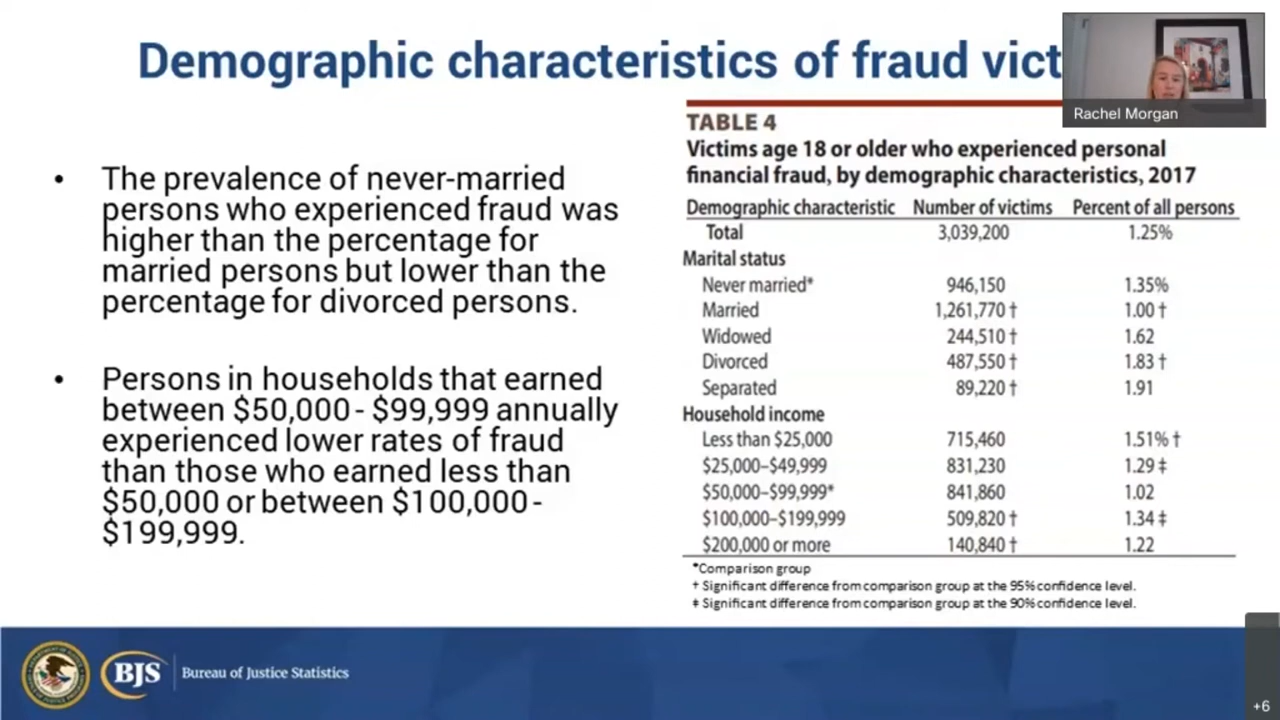 Demographic characteristics of fraud vict
Rachel Morgan
• The prevalence of never-married
persons who experienced fraud was
higher than the percentage for
married persons but lower than the
percentage for divorced persons.
• Persons in households that earned
between $50,000 - $99,999 annually
experienced lower rates of fraud
than those who earned less than
$50,000 or between $100,000 -
$199,999.
TABLE 4
Victims age 18 or older who experienced personal
financial fraud, by demographic characteristics, 2017
Demographic characteristic Number of victims Percent of all persons
Total 3,039,200 1.25%
Marital status
Never married* 946,150 1.35%
Married 1,261,770 † 1.00 †
Widowed 244,510 † 1.62
Divorced 487,550 † 1.83 †
Separated 89,220 † 1.91
Household income
Less than $25,000 715,460 1.51% †
$25,000–$49,999 831,230 1.29 ‡
$50,000–$99,999* 841,860 1.02
$100,000–$199,999 509,820 † 1.34 ‡
$200,000 or more 140,840 † 1.22
*Comparison group
† Significant difference from comparison group at the 95% confidence level.
‡ Significant difference from comparison group at the 90% confidence level.
BJS Bureau of Justice Statistics
+6